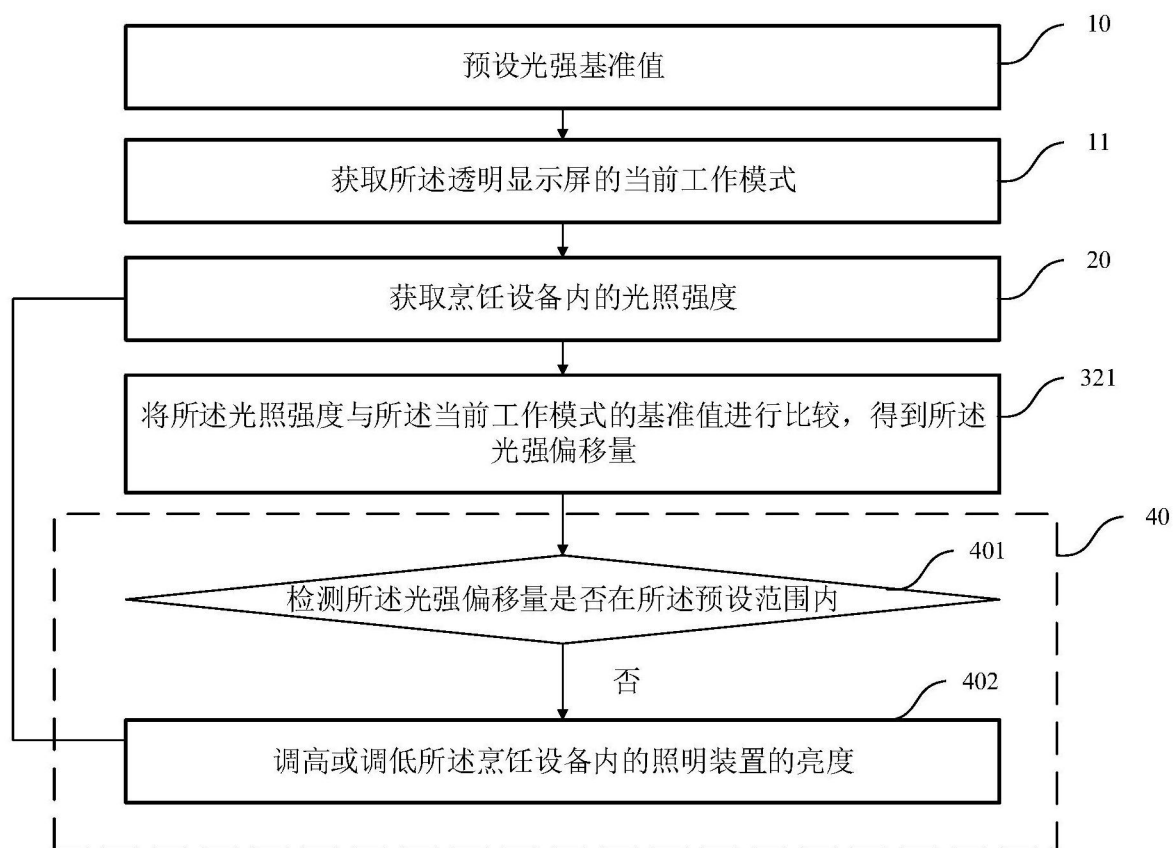 10
预设光强基准值
11
获取所述透明显示屏的当前工作模式
20
获取烹饪设备内的光照强度
321
将所述光照强度与所述当前工作模式的基准值进行比较，得到所述
光强偏移量
40
401
检测所述光强偏移量是否在所述预设范围内
否
402
调高或调低所述烹饪设备内的照明装置的亮度